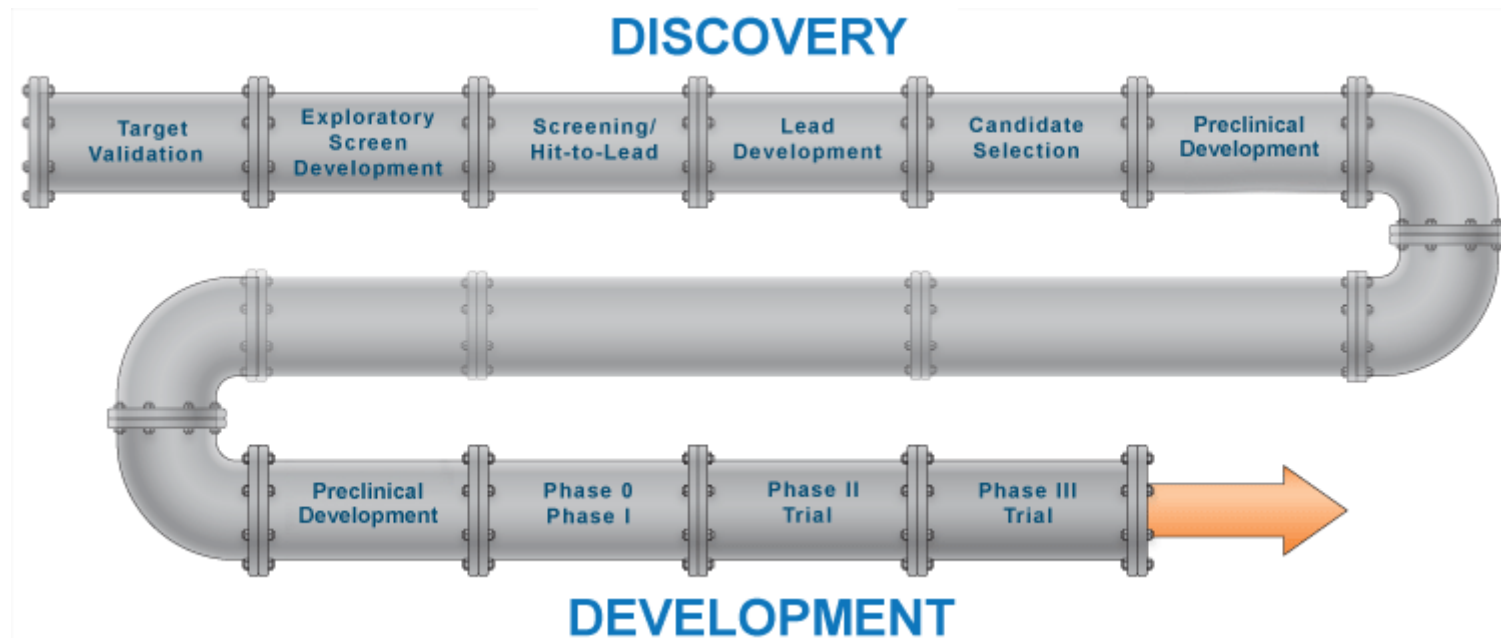 DISCOVERY
Target
Validation
Exploratory
Screen
Development
Screening/
Hit-to-Lead
Lead
Development
Candidate
Selection
Preclinical
Development
Preclinical
Development
Phase 0
Phase I
Phase II
Trial
Phase III
Trial
DEVELOPMENT